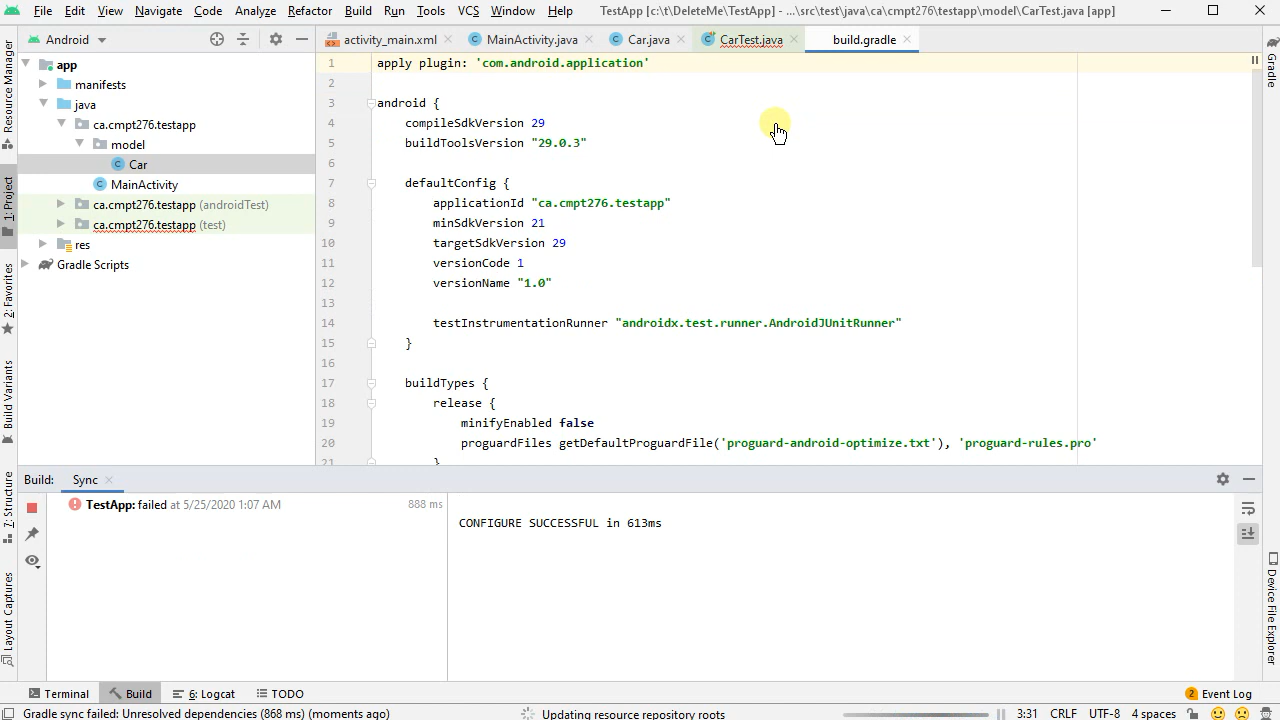 File Edit View Navigate Code Analyze Refactor Build Run Tools VCS Window Help TestApp [c:\t\DeleteMe\TestApp] - ...\src\test\java\ca\cmpt276\testapp\model\CarTest.java [app]
Android
activity_main.xml MainActivity.java Car.java CarTest.java build.gradle
Resource Manager
1: Project
2: Favorites
Build Variants
7: Structure
Layout Captures
app
manifests
java
ca.cmpt276.testapp
model
Car
MainActivity
ca.cmpt276.testapp (androidTest)
ca.cmpt276.testapp (test)
res
Gradle Scripts
1 apply plugin: 'com.android.application'
2
3 android {
4 compileSdkVersion 29
5 buildToolsVersion "29.0.3"
6
7 defaultConfig {
8 applicationId "ca.cmpt276.testapp"
9 minSdkVersion 21
10 targetSdkVersion 29
11 versionCode 1
12 versionName "1.0"
13
14 testInstrumentationRunner "androidx.test.runner.AndroidJUnitRunner"
15 }
16
17 buildTypes {
18 release {
19 minifyEnabled false
20 proguardFiles getDefaultProguardFile('proguard-android-optimize.txt'), 'proguard-rules.pro'
21 }
Gradle
Device File Explorer
Build: Sync
TestApp: failed at 5/25/2020 1:07 AM 888 ms
CONFIGURE SUCCESSFUL in 613ms
Terminal Build 6: Logcat TODO 2 Event Log
Gradle sync failed: Unresolved dependencies (868 ms) (moments ago) Updating resource repository roots 3:31 CRLF UTF-8 4 spaces